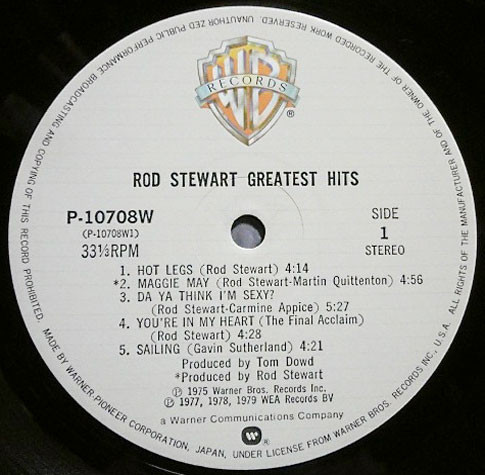 WB
RECORDS
®
ROD STEWART GREATEST HITS
P-10708W
(P-10708W1)
33⅓RPM
SIDE
1
STEREO
1. HOT LEGS (Rod Stewart) 4:14
*2. MAGGIE MAY (Rod Stewart-Martin Quittenton) 4:56
3. DA YA THINK I'M SEXY?
(Rod Stewart-Carmine Appice) 5:27
4. YOU'RE IN MY HEART (The Final Acclaim)
(Rod Stewart) 4:28
5. SAILING (Gavin Sutherland) 4:21
Produced by Tom Dowd
*Produced by Rod Stewart
Ⓟ 1975 Warner Bros. Records Inc.
Ⓟ 1977, 1978, 1979 WEA Records BV
a Warner Communications Company
MADE BY WARNER-PIONEER CORPORATION, JAPAN, UNDER LICENSE FROM WARNER BROS. RECORDS INC., U.S.A. ALL RIGHTS OF THE MANUFACTURER AND OF THE OWNER OF THE RECORDED WORK RESERVED. UNAUTHORIZED PUBLIC PERFORMANCE BROADCASTING AND COPYING OF THIS RECORD PROHIBITED.